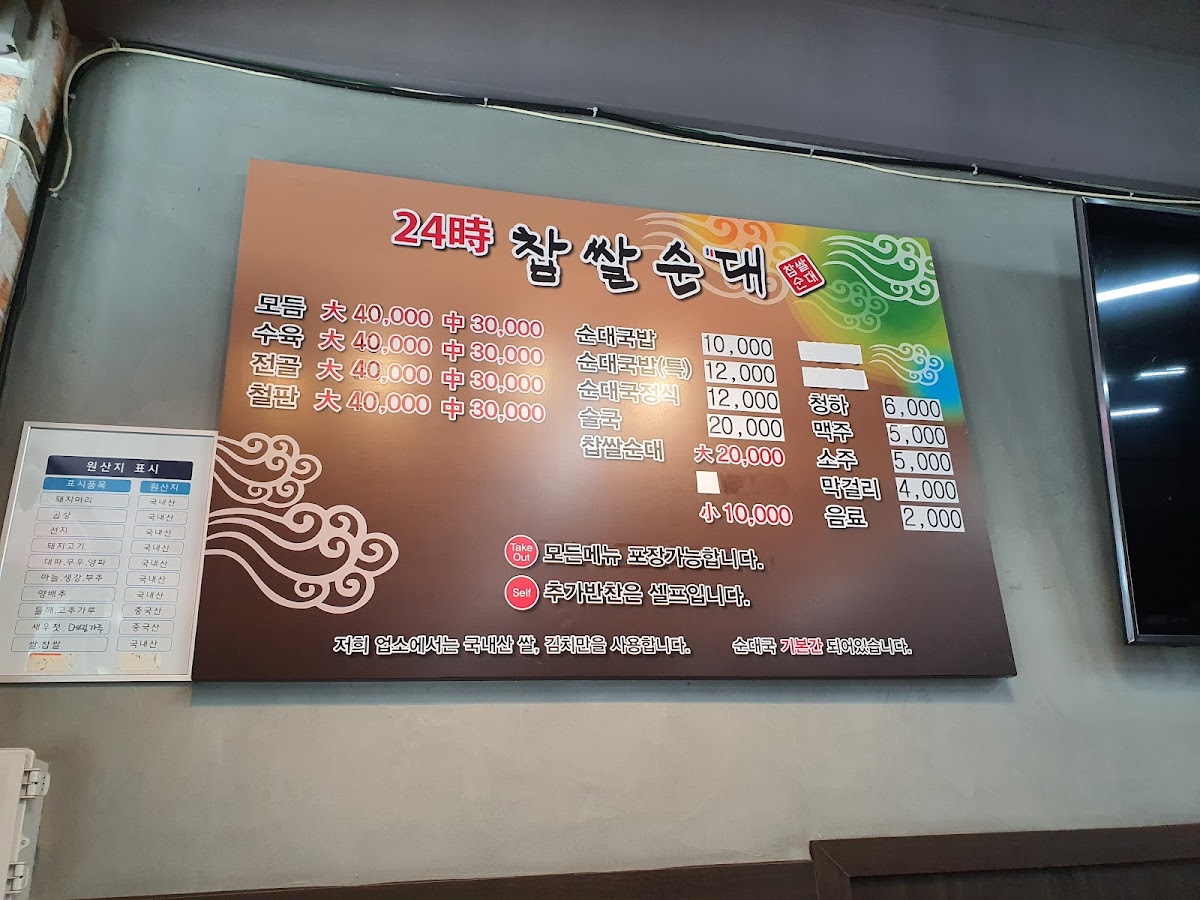 24時 찹쌀순대 찹쌀순대
모듬 大 40,000 中 30,000
수육 大 40,000 中 30,000
전골 大 40,000 中 30,000
철판 大 40,000 中 30,000
순대국밥 10,000
순대국밥(特) 12,000
순대국정식 12,000
술국 20,000
찹쌀순대 大 20,000
小 10,000
청하 6,000
맥주 5,000
소주 5,000
막걸리 4,000
음료 2,000
Take Out 모든메뉴 포장가능합니다.
Self 추가반찬은 셀프입니다.
저희 업소에서는 국내산 쌀, 김치만을 사용합니다. 순대국 기본간 되어있습니다.
원산지 표시
표시품목 원산지
돼지머리 국내산
곱창 국내산
선지 국내산
돼지고기 국내산
대파.무우.양파 국내산
마늘.생강.부추 국내산
양배추 국내산
들깨.고추가루 중국산
새우젓 메밀가루 중국산
쌀.찹쌀 국내산